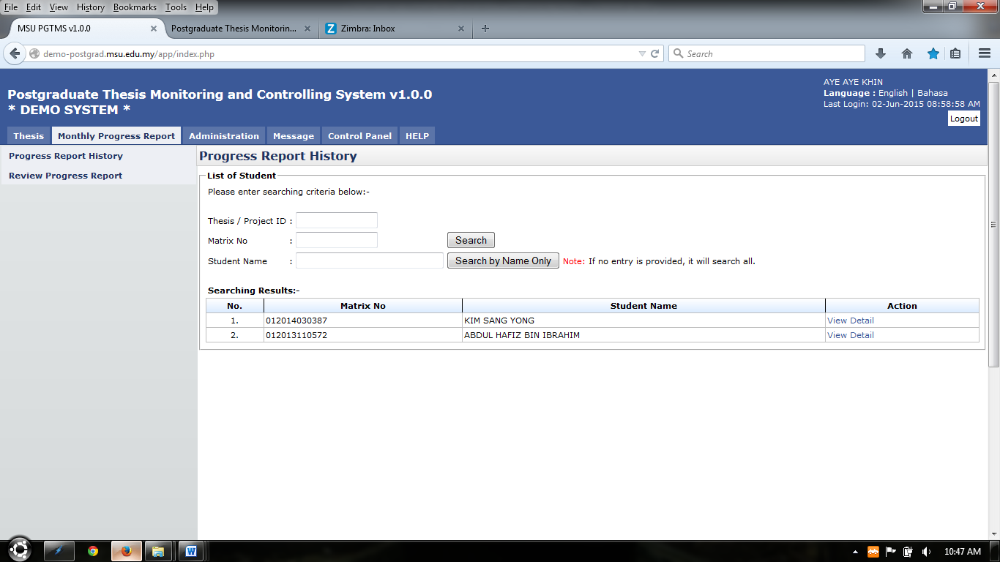 File Edit View History Bookmarks Tools Help
MSU PGTMS v1.0.0
Postgraduate Thesis Monitorin...
Zimbra: Inbox
demo-postgrad.msu.edu.my/app/index.php
Search
Postgraduate Thesis Monitoring and Controlling System v1.0.0
* DEMO SYSTEM *
AYE AYE KHIN
Language : English | Bahasa
Last Login: 02-Jun-2015 08:58:58 AM
Logout
Thesis Monthly Progress Report Administration Message Control Panel HELP
Progress Report History
Review Progress Report
Progress Report History
List of Student
Please enter searching criteria below:-
Thesis / Project ID :
Matrix No : Search
Student Name : Search by Name Only Note: If no entry is provided, it will search all.
Searching Results:-
No. Matrix No Student Name Action
1. 012014030387 KIM SANG YONG View Detail
2. 012013110572 ABDUL HAFIZ BIN IBRAHIM View Detail
10:47 AM